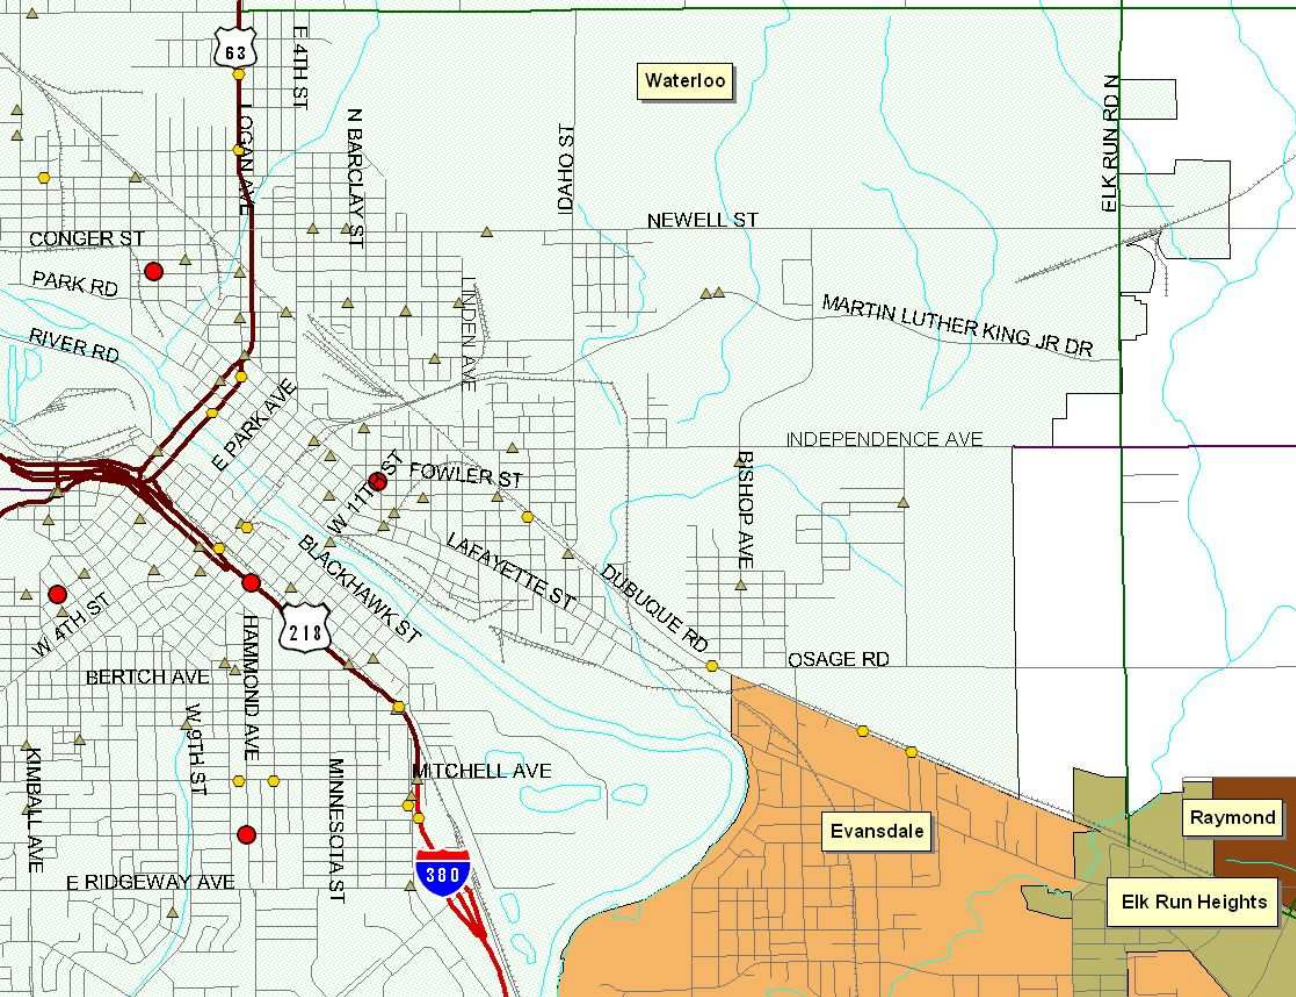 63
E 4TH ST
Waterloo
LOGAN AVE
N BARCLAY ST
IDAHO ST
ELK RUN RD N
NEWELL ST
CONGER ST
PARK RD
LINDEN AVE
MARTIN LUTHER KING JR DR
RIVER RD
E PARK AVE
INDEPENDENCE AVE
W 11TH ST
FOWLER ST
BISHOP AVE
LAFAYETTE ST
BLACKHAWK ST
DUBUQUE RD
W 4TH ST
218
HAMMOND AVE
OSAGE RD
BERTCH AVE
W 9TH ST
KIMBALL AVE
MINNESOTA ST
MITCHELL AVE
Evansdale
Raymond
380
E RIDGEWAY AVE
Elk Run Heights